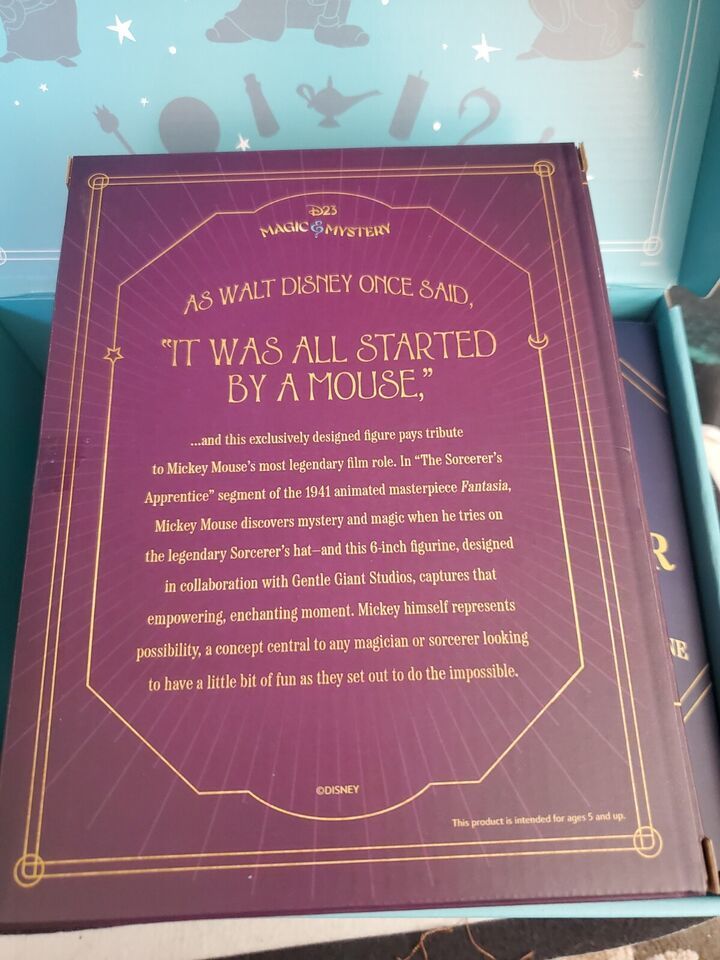 D23
MAGIC & MYSTERY
AS WALT DISNEY ONCE SAID,
"IT WAS ALL STARTED
BY A MOUSE,"
...and this exclusively designed figure pays tribute
to Mickey Mouse's most legendary film role. In "The Sorcerer's
Apprentice" segment of the 1941 animated masterpiece Fantasia,
Mickey Mouse discovers mystery and magic when he tries on
the legendary Sorcerer's hat—and this 6-inch figurine, designed
in collaboration with Gentle Giant Studios, captures that
empowering, enchanting moment. Mickey himself represents
possibility, a concept central to any magician or sorcerer looking
to have a little bit of fun as they set out to do the impossible.
©DISNEY
This product is intended for ages 5 and up.
R
NE